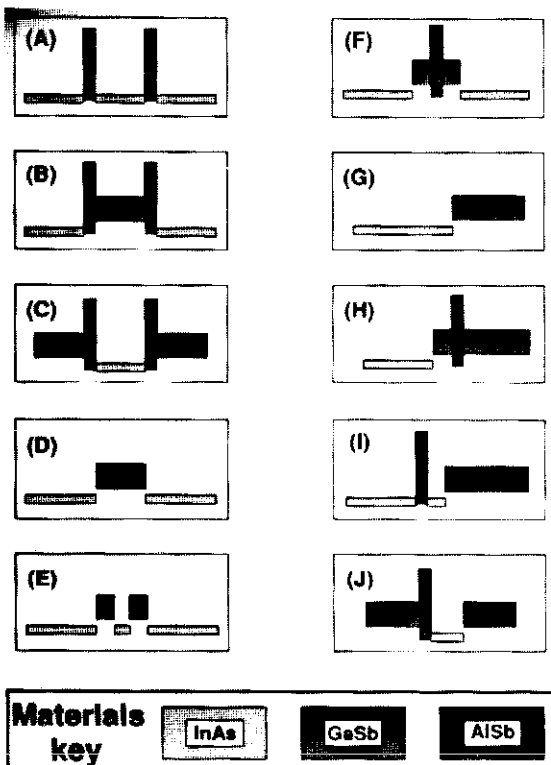 (A)
(F)
(B)
(G)
(C)
(H)
(D)
(I)
(E)
(J)
Materials
key
InAs
GaSb
AlSb